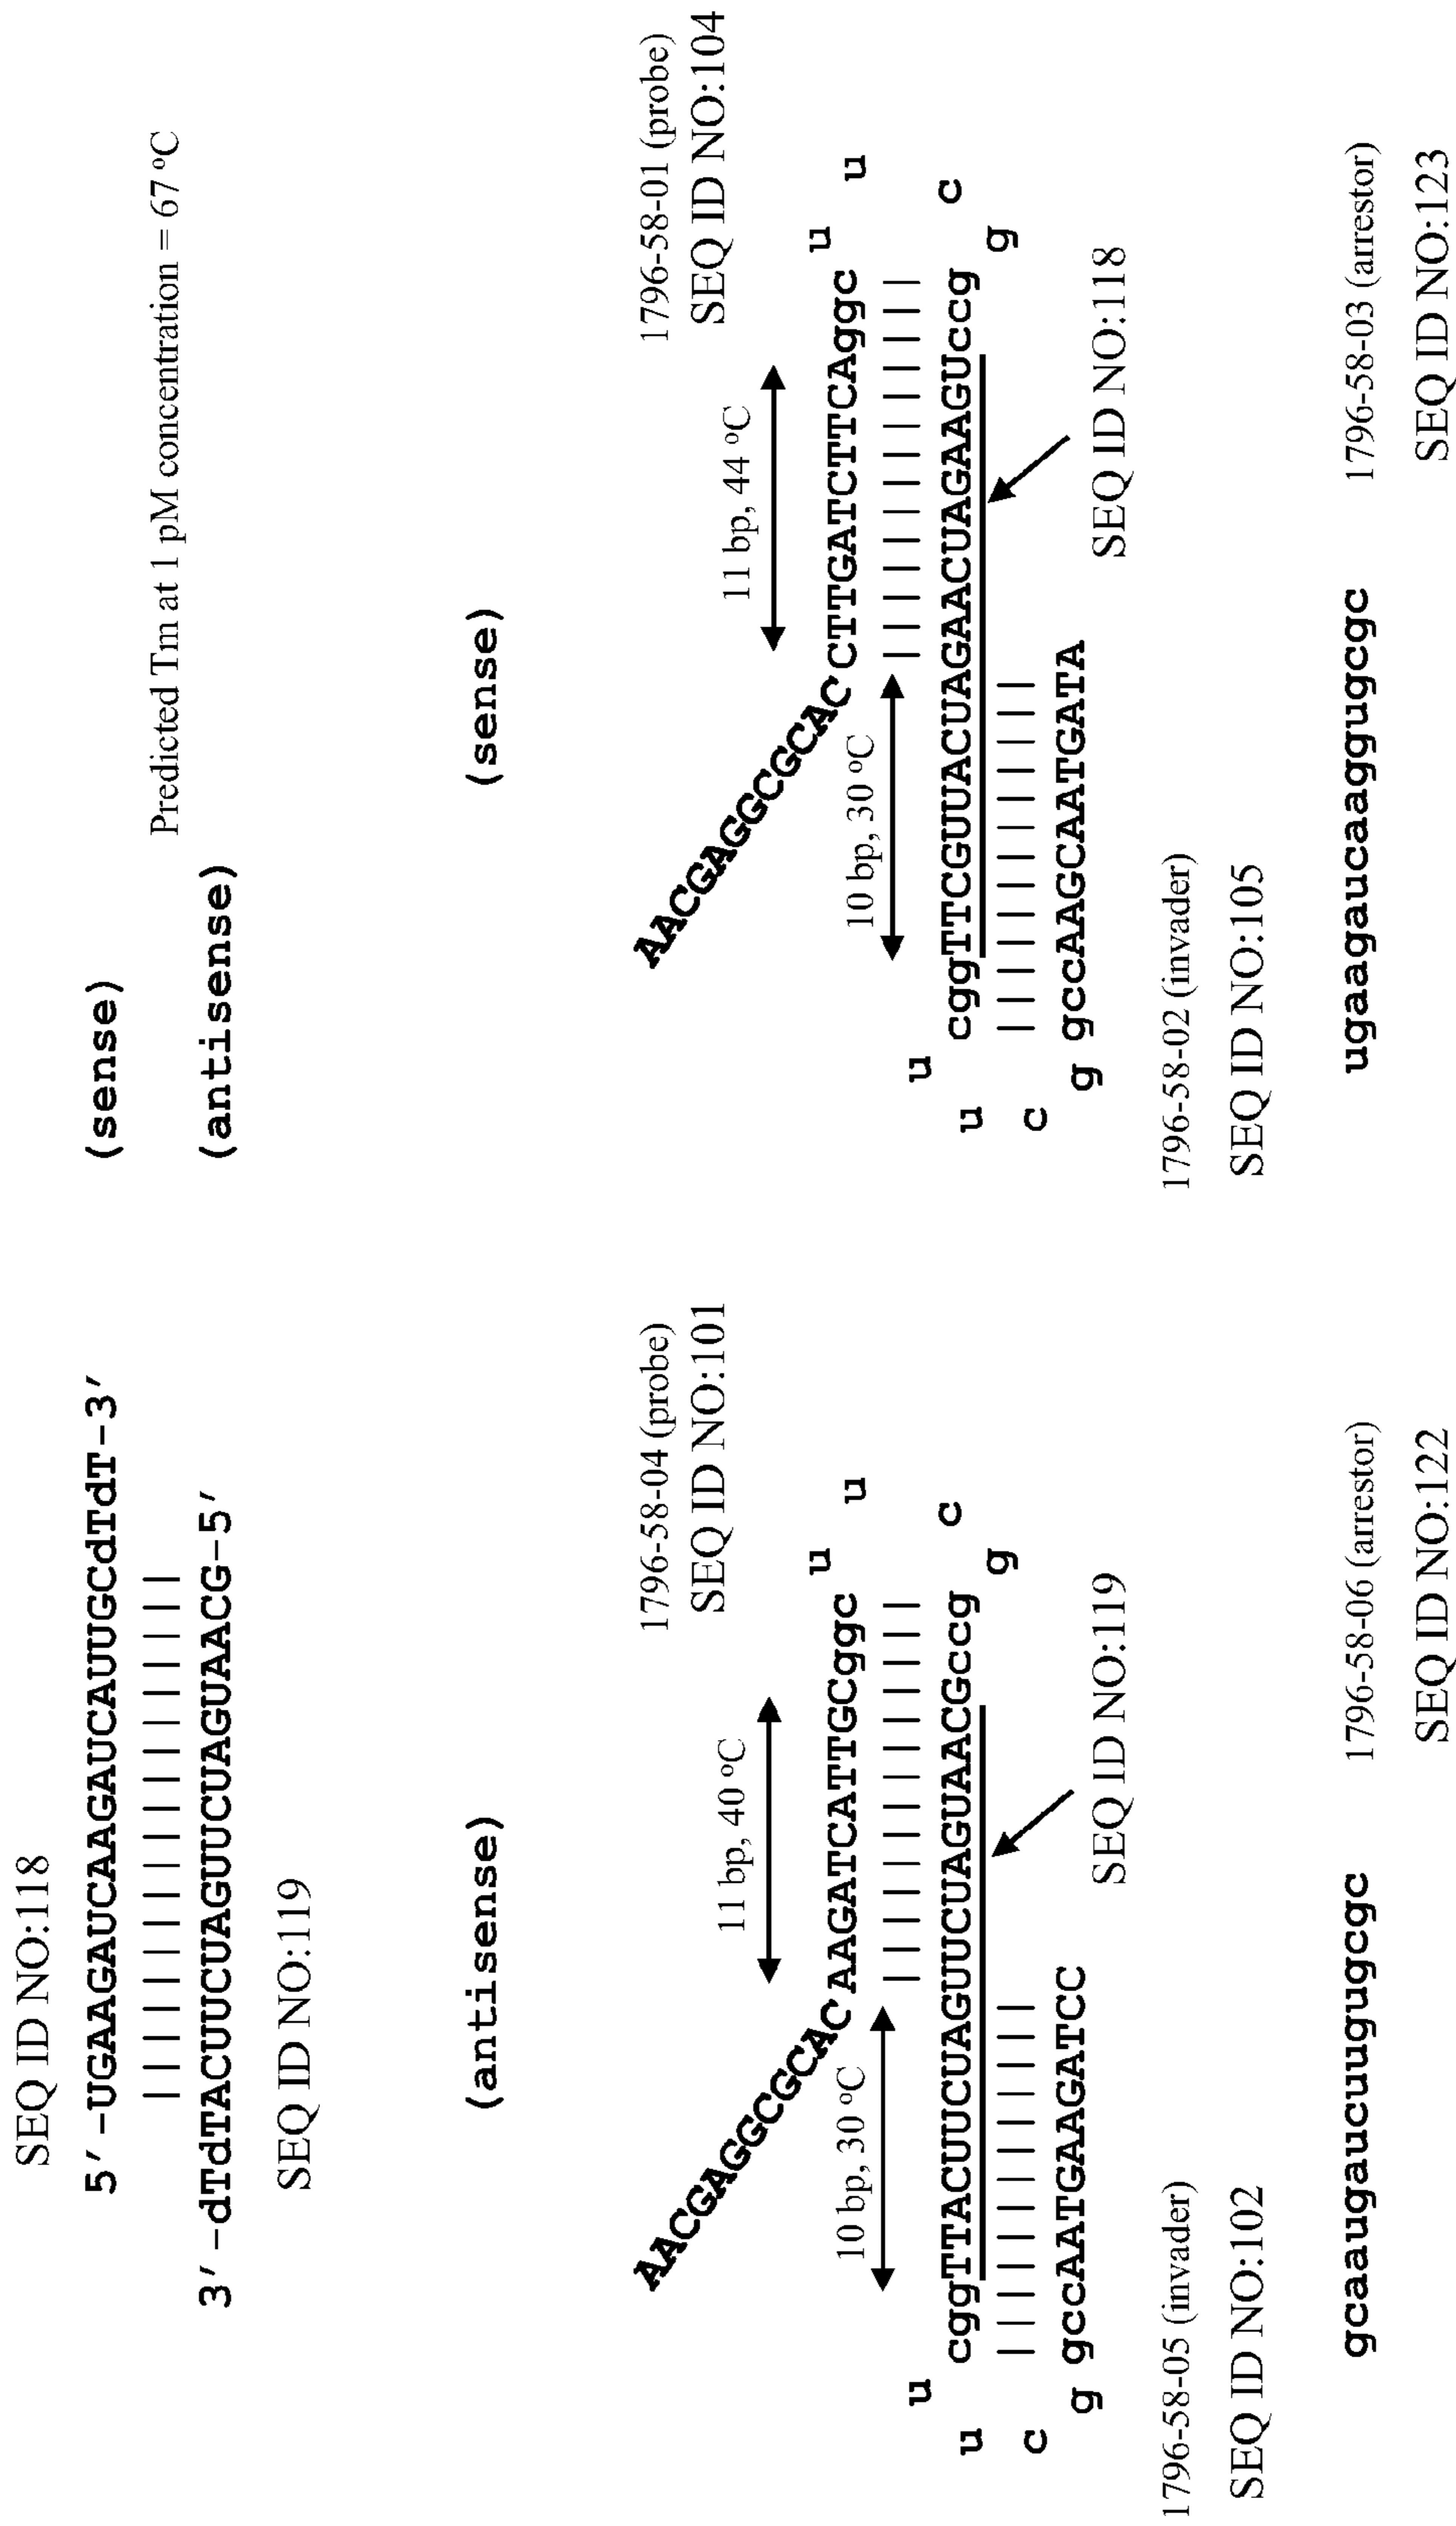 SEQ ID NO:118
5′-UGAAGAUCAAGAUCAUUGCdTdT-3′ (sense)
3′-dTdTACUUCUAGUUCUAGUAACG-5′ (antisense)
SEQ ID NO:119
Predicted Tm at 1 pM concentration = 67 ºC
(antisense)
1796-58-04 (probe)
SEQ ID NO:101
AACGAGGCGCAC
11 bp, 40 ºC
AAGATCATTGCggc
u
u
c
g
10 bp, 30 ºC
cggTTACUUCUAGUUCUAGUAACGccg
u
u
c
g
gccAATGAAGATCC
SEQ ID NO:119
1796-58-05 (invader)
SEQ ID NO:102
gcaaugaucuugugcgc
1796-58-06 (arrestor)
SEQ ID NO:122
(sense)
1796-58-01 (probe)
SEQ ID NO:104
AACGAGGCGCAC
11 bp, 44 ºC
CTTGATCTTCAggc
u
u
c
g
10 bp, 30 ºC
cggTTCGUUACUAGAACUAGAAGUccg
u
u
c
g
gccAAGCAATGATA
SEQ ID NO:118
1796-58-02 (invader)
SEQ ID NO:105
ugaagaucaaggugcgc
1796-58-03 (arrestor)
SEQ ID NO:123